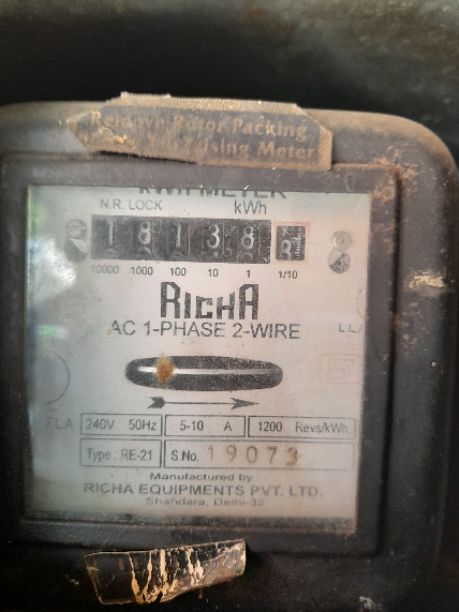 Remove Rotor Packing
Using Meter
kWh METER
N.R. LOCK kWh
1 8 1 3 8
10000 1000 100 10 1 1/10
RICHA
AC 1-PHASE 2-WIRE
240V 50Hz 5-10 A 1200 Revs/kWh
Type : RE-21 S.No. 19073
Manufactured by
RICHA EQUIPMENTS PVT. LTD.
Shahdara, Delhi-32